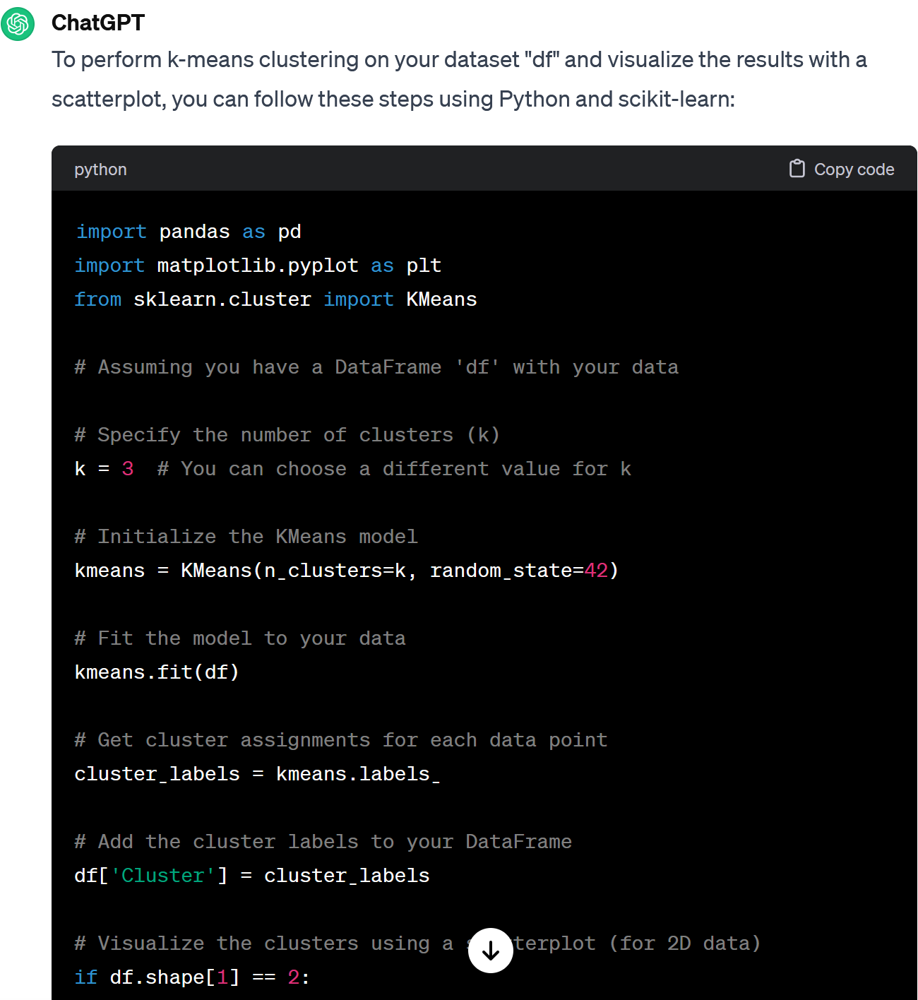 ChatGPT
To perform k-means clustering on your dataset "df" and visualize the results with a
scatterplot, you can follow these steps using Python and scikit-learn:
python
Copy code
import pandas as pd
import matplotlib.pyplot as plt
from sklearn.cluster import KMeans
# Assuming you have a DataFrame 'df' with your data
# Specify the number of clusters (k)
k = 3  # You can choose a different value for k
# Initialize the KMeans model
kmeans = KMeans(n_clusters=k, random_state=42)
# Fit the model to your data
kmeans.fit(df)
# Get cluster assignments for each data point
cluster_labels = kmeans.labels_
# Add the cluster labels to your DataFrame
df['Cluster'] = cluster_labels
# Visualize the clusters using a (for 2D data)
if df.shape[1] == 2: